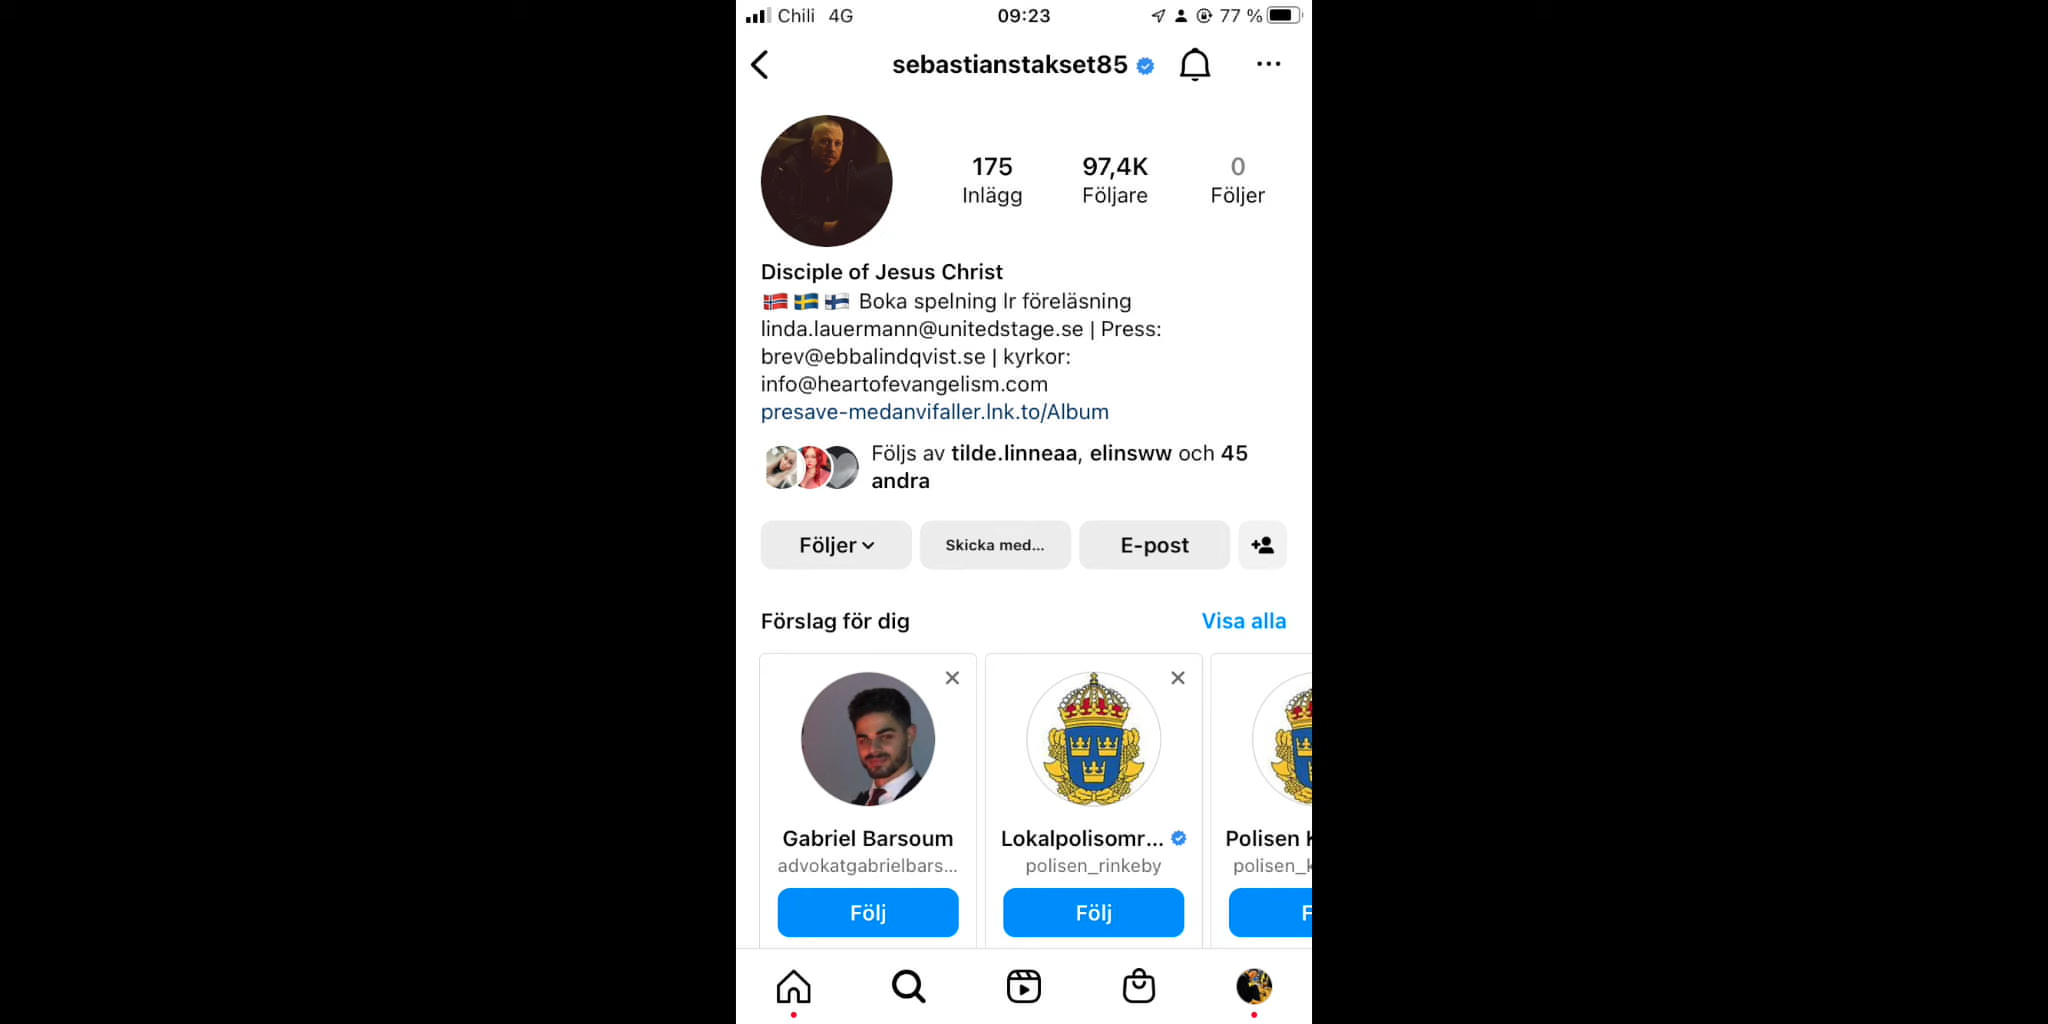 Chili 4G 09:23 77 %
sebastianstakset85
175 97,4K 0
Inlägg Följare Följer
Disciple of Jesus Christ
🇳🇴 🇸🇪 🇫🇮 Boka spelning lr föreläsning
linda.lauermann@unitedstage.se | Press:
brev@ebbalindqvist.se | kyrkor:
info@heartofevangelism.com
presave-medanvifaller.lnk.to/Album
Följs av tilde.linneaa, elinsww och 45
andra
Följer Skicka med... E-post
Förslag för dig Visa alla
Gabriel Barsoum Lokalpolisomr... Polisen
advokatgabrielbars... polisen_rinkeby polisen_k
Följ Följ F